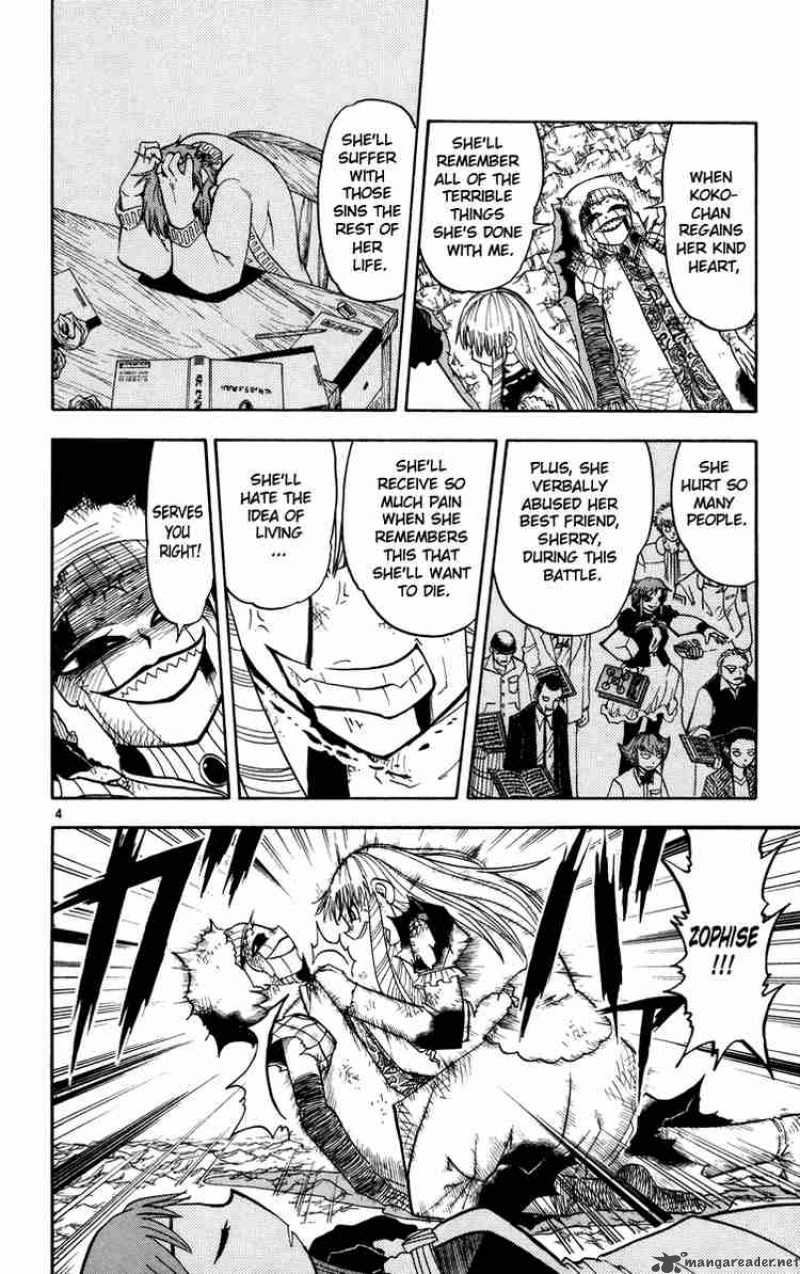 WHEN
KOKO-
CHAN
REGAINS
HER KIND
HEART,
SHE'LL
REMEMBER
ALL OF THE
TERRIBLE
THINGS
SHE'S DONE
WITH ME.
SHE'LL
SUFFER
WITH
THOSE
SINS THE
REST OF
HER
LIFE.
SHE
HURT SO
MANY
PEOPLE.
PLUS, SHE
VERBALLY
ABUSED HER
BEST FRIEND,
SHERRY,
DURING THIS
BATTLE.
SHE'LL
RECEIVE SO
MUCH PAIN
WHEN SHE
REMEMBERS
THIS THAT
SHE'LL WANT
TO DIE.
SHE'LL
HATE THE
IDEA OF
LIVING
...
SERVES
YOU
RIGHT!
4
ZOPHISE
!!!
mangareader.net